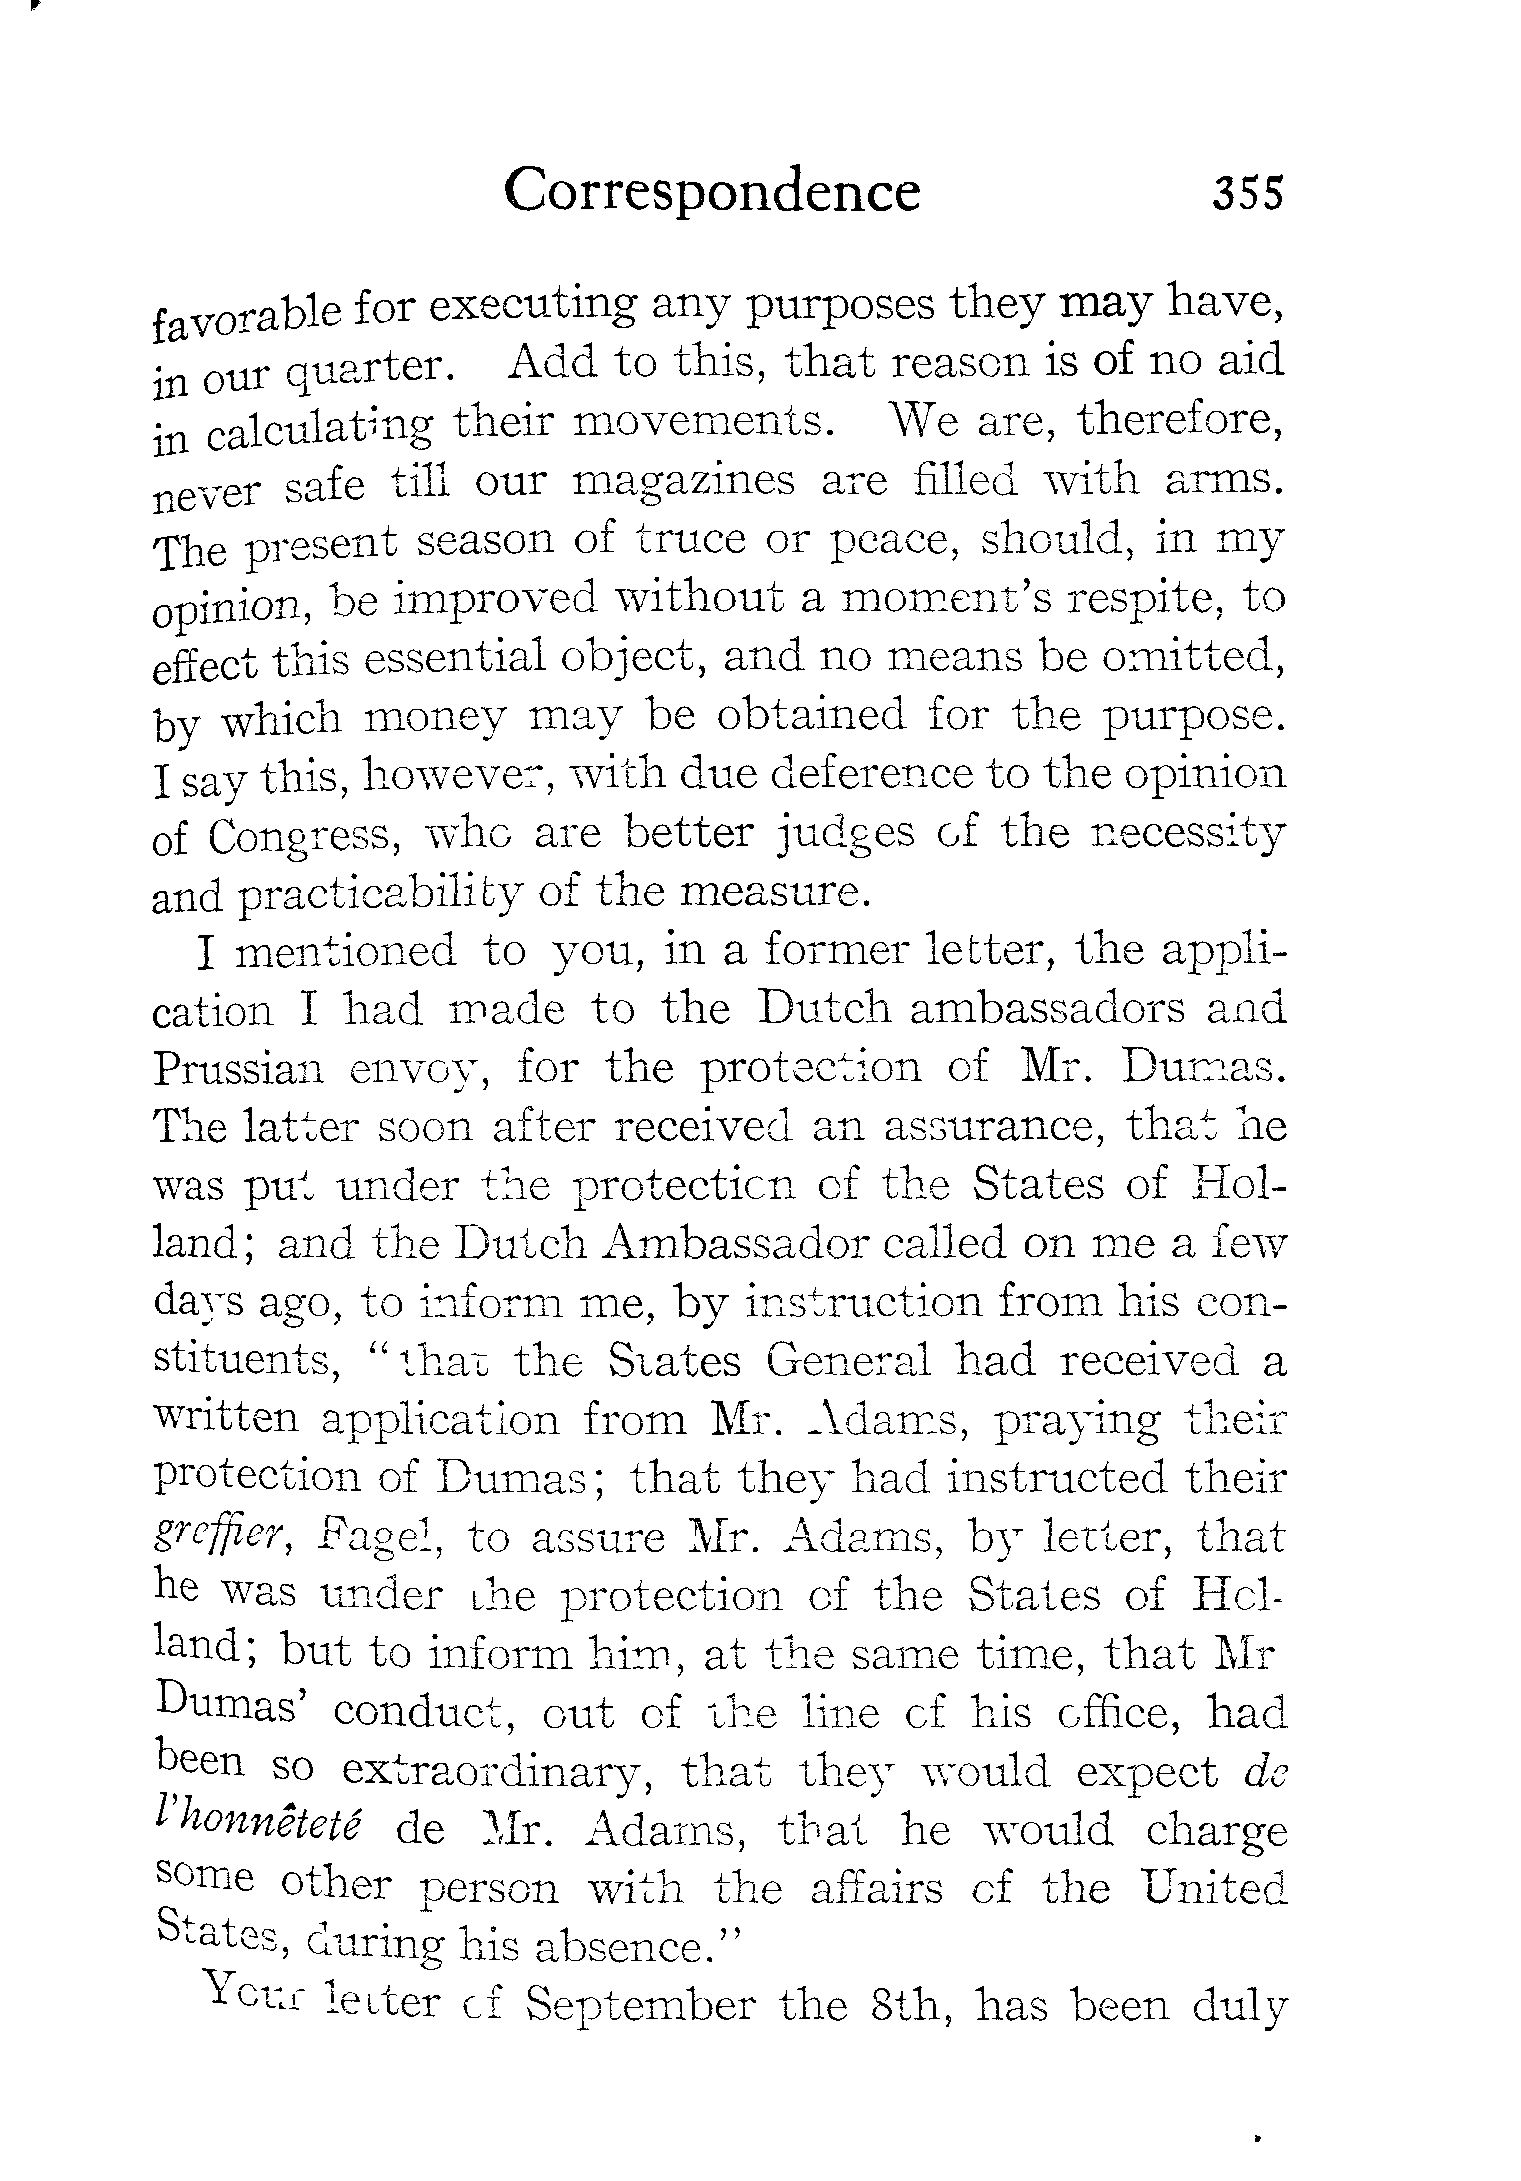 Correspondence 355
favorable for executing any purposes they may have,
in our quarter. Add to this, that reason is of no aid
in calculating their movements. We are, therefore,
never safe till our magazines are filled with arms.
The present season of truce or peace, should, in my
opinion, be improved without a moment's respite, to
effect this essential object, and no means be omitted,
by which money may be obtained for the purpose.
I say this, however, with due deference to the opinion
of Congress, who are better judges of the necessity
and practicability of the measure.
I mentioned to you, in a former letter, the appli-
cation I had made to the Dutch ambassadors and
Prussian envoy, for the protection of Mr. Dumas.
The latter soon after received an assurance, that he
was put under the protection of the States of Hol-
land; and the Dutch Ambassador called on me a few
days ago, to inform me, by instruction from his con-
stituents, "that the States General had received a
written application from Mr. Adams, praying their
protection of Dumas; that they had instructed their
greffier, Fagel, to assure Mr. Adams, by letter, that
he was under the protection of the States of Hol-
land; but to inform him, at the same time, that Mr
Dumas' conduct, out of the line of his office, had
been so extraordinary, that they would expect de
l'honnêteté de Mr. Adams, that he would charge
some other person with the affairs of the United
States, during his absence."
Your letter of September the 8th, has been duly